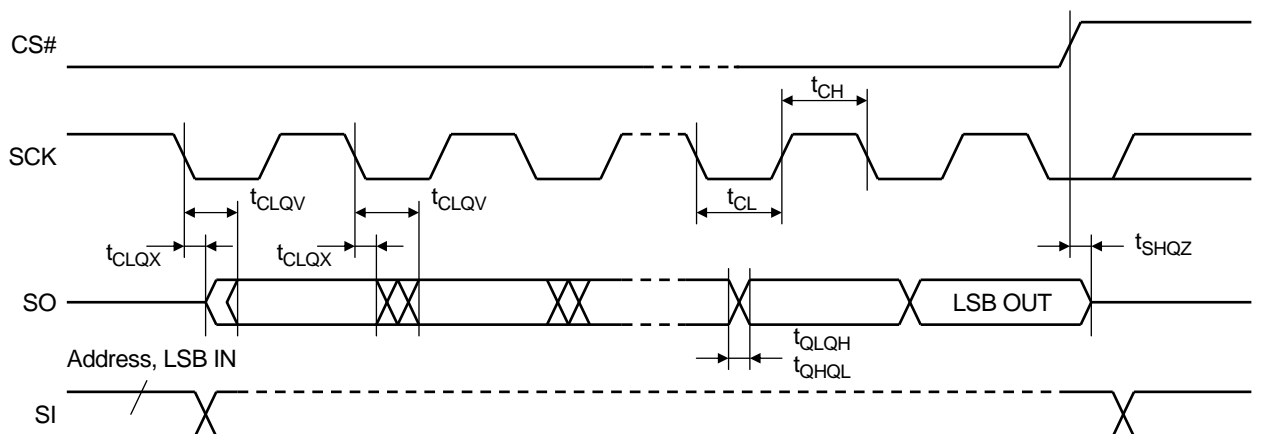 CS#
tCH
SCK
tCLQV
tCLQV
tCL
tCLQX
tCLQX
tSHQZ
SO
LSB OUT
tQLQH
tQHQL
Address, LSB IN
SI